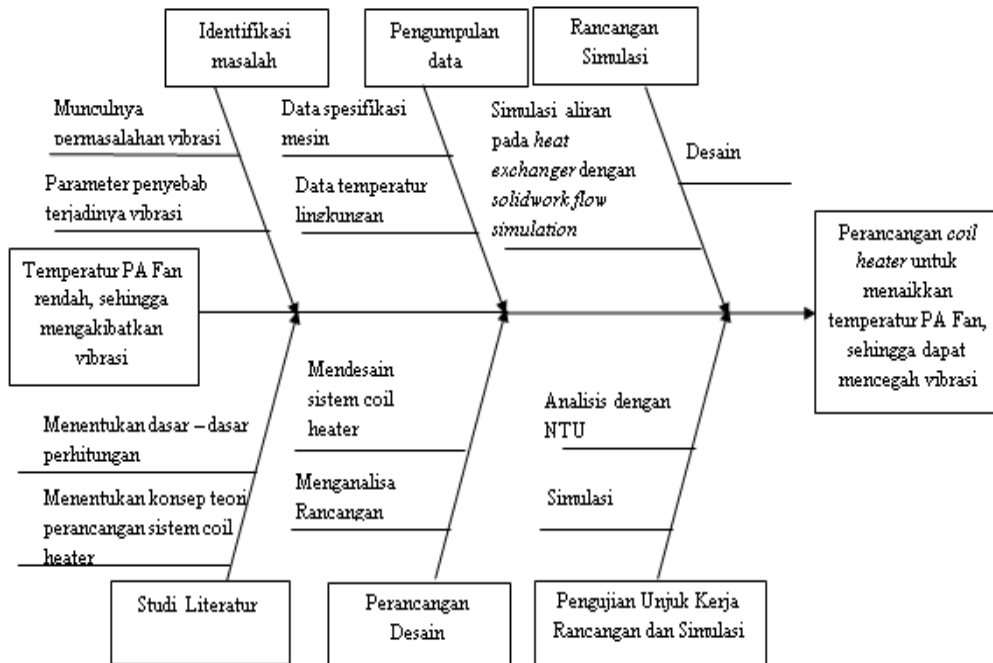 Identifikasi
masalah
Pengumpulan
data
Rancangan
Simulasi
Munculnya
permasalahan vibrasi
Parameter penyebab
terjadinya vibrasi
Data spesifikasi
mesin
Data temperatur
lingkungan
Simulasi aliran
pada heat
exchanger dengan
solidwork flow
simulation
Desain
Temperatur PA Fan
rendah, sehingga
mengakibatkan
vibrasi
Perancangan coil
heater untuk
menaikkan
temperatur PA Fan,
sehingga dapat
mencegah vibrasi
Menentukan dasar – dasar
perhitungan
Menentukan konsep teori
perancangan sistem coil
heater
Mendesain
sistem coil
heater
Menganalisa
Rancangan
Analisis dengan
NTU
Simulasi
Studi Literatur
Perancangan
Desain
Pengujian Unjuk Kerja
Rancangan dan Simulasi